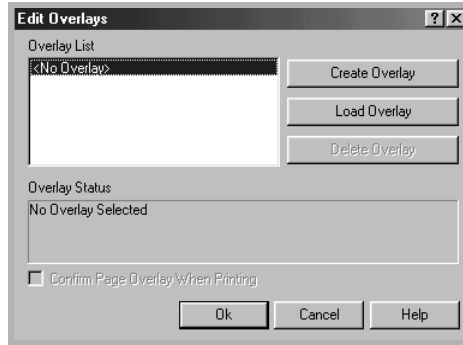 Edit Overlays
Overlay List
<No Overlay>
Create Overlay
Load Overlay
Delete Overlay
Overlay Status
No Overlay Selected
Confirm Page Overlay When Printing
Ok Cancel Help